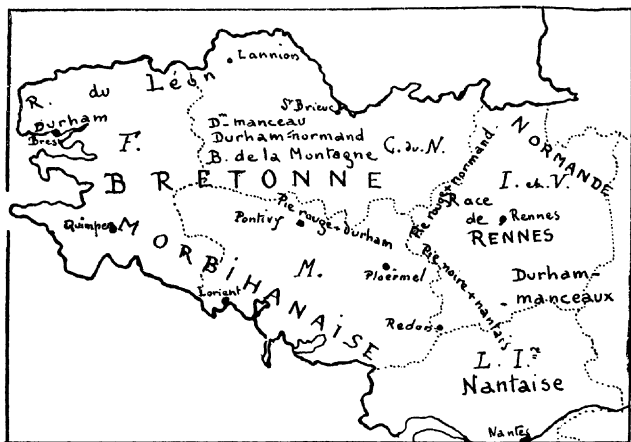 Lannion
R. du Léon
Durham
Brest
F.
St Brieuc
Dm manceau
Durham-normand
B. de la Montagne
C. du N.
NORMANDE
BRETONNE
I. et V.
Race
de
Rennes
RENNES
Pie rouge + normand
Quimper
MORBIHANAISE
Pontivy
Pie rouge + durham
M.
Ploërmel
Pie noire + nantais
Durham-
manceaux
Lorient
Redon
L. Ire
Nantaise
Nantes